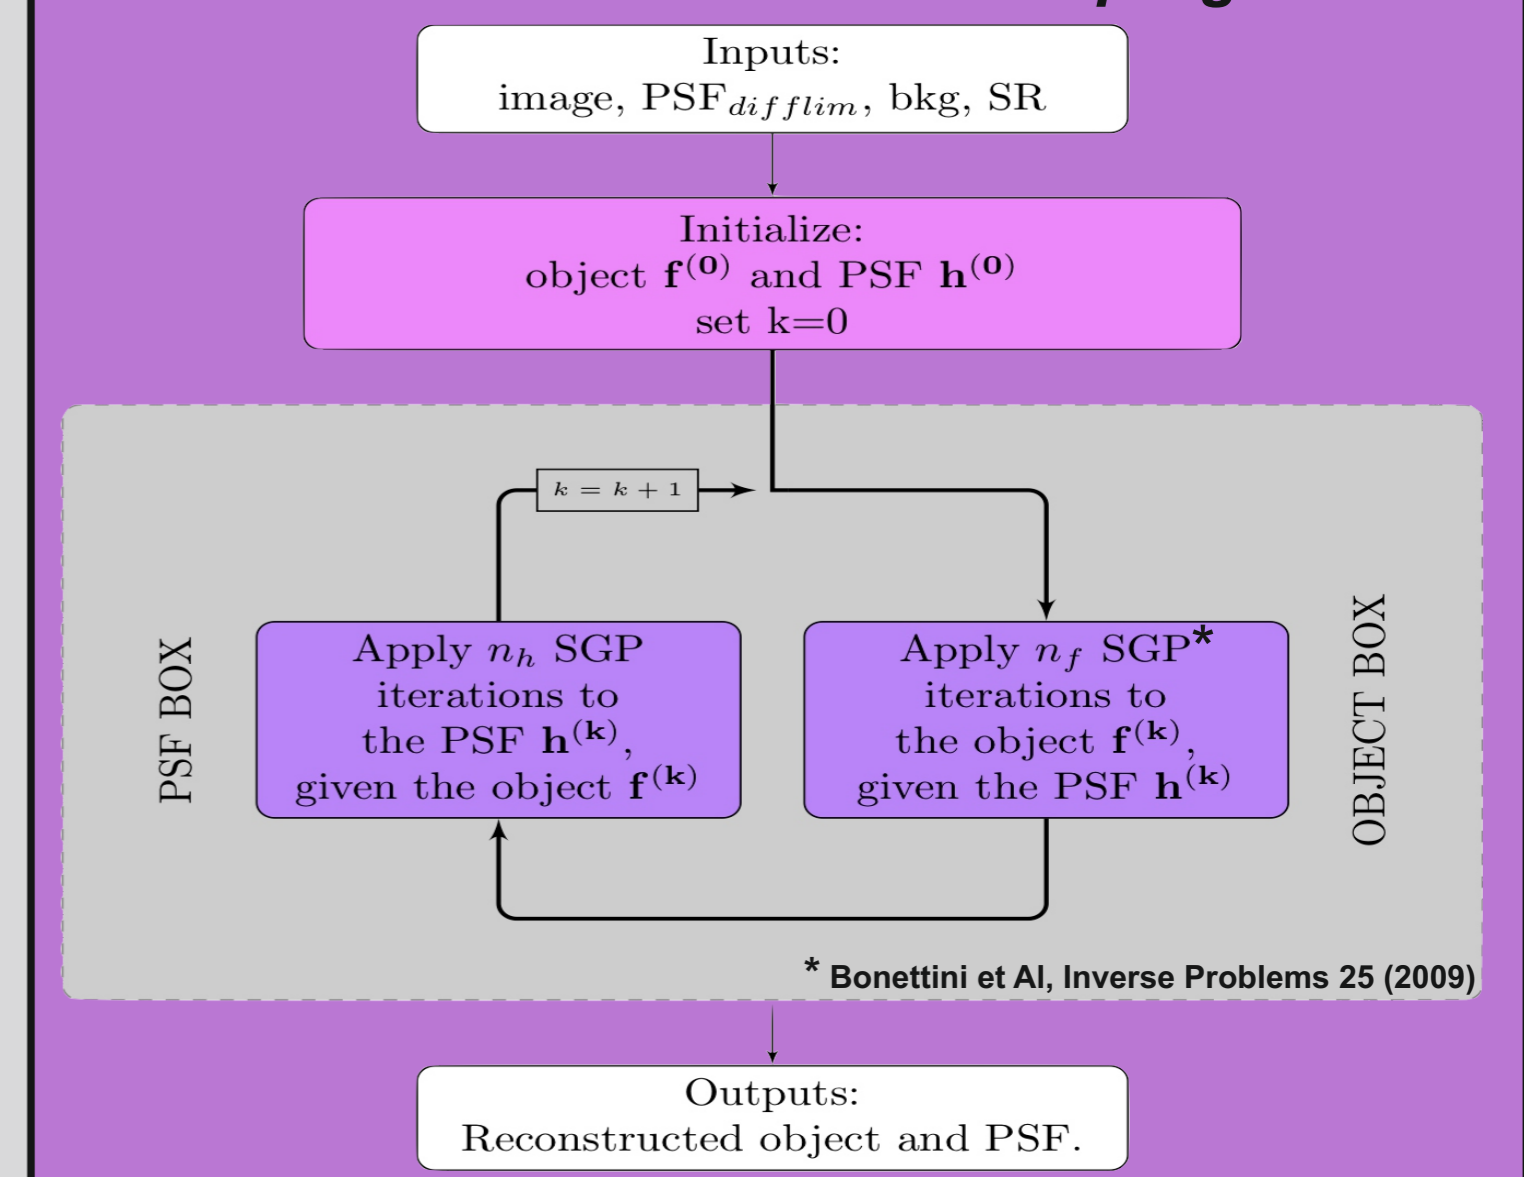 Inputs:
image, PSF_{difflim}, bkg, SR
Initialize:
object f^{(0)} and PSF h^{(0)}
set k=0
k = k + 1
PSF BOX
Apply n_h SGP
iterations to
the PSF h^{(k)},
given the object f^{(k)}
Apply n_f SGP*
iterations to
the object f^{(k)},
given the PSF h^{(k)}
OBJECT BOX
* Bonettini et Al, Inverse Problems 25 (2009)
Outputs:
Reconstructed object and PSF.